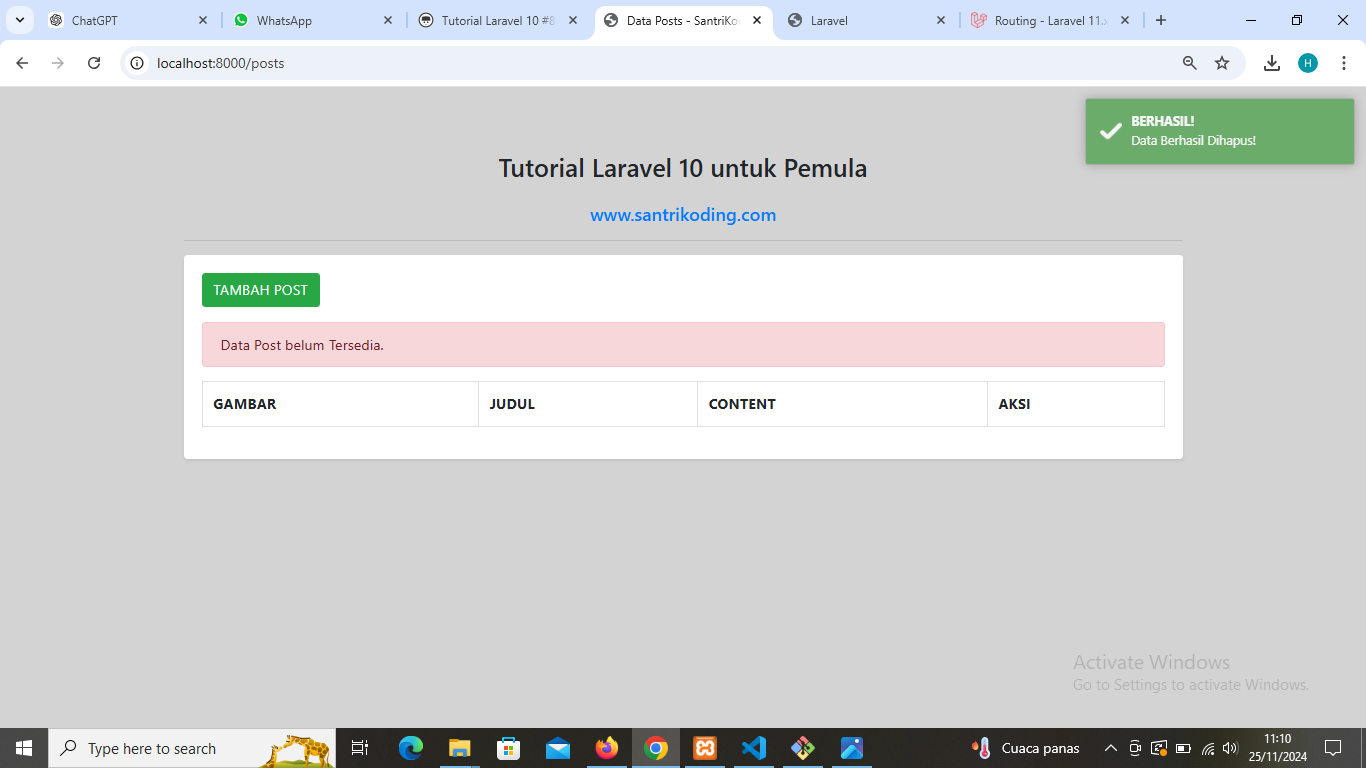 ChatGPT
WhatsApp
Tutorial Laravel 10 #8
Data Posts - SantriKo
Laravel
Routing - Laravel 11.x
localhost:8000/posts
H
BERHASIL!
Data Berhasil Dihapus!
Tutorial Laravel 10 untuk Pemula
www.santrikoding.com
TAMBAH POST
Data Post belum Tersedia.
GAMBAR JUDUL CONTENT AKSI
Activate Windows
Go to Settings to activate Windows.
Type here to search
Cuaca panas
11:10
25/11/2024